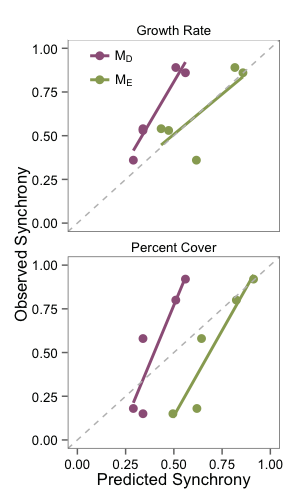 Growth Rate
1.00
0.75
0.50
0.25
0.00
M_D
M_E
Observed Synchrony
Percent Cover
1.00
0.75
0.50
0.25
0.00
0.00 0.25 0.50 0.75 1.00
Predicted Synchrony